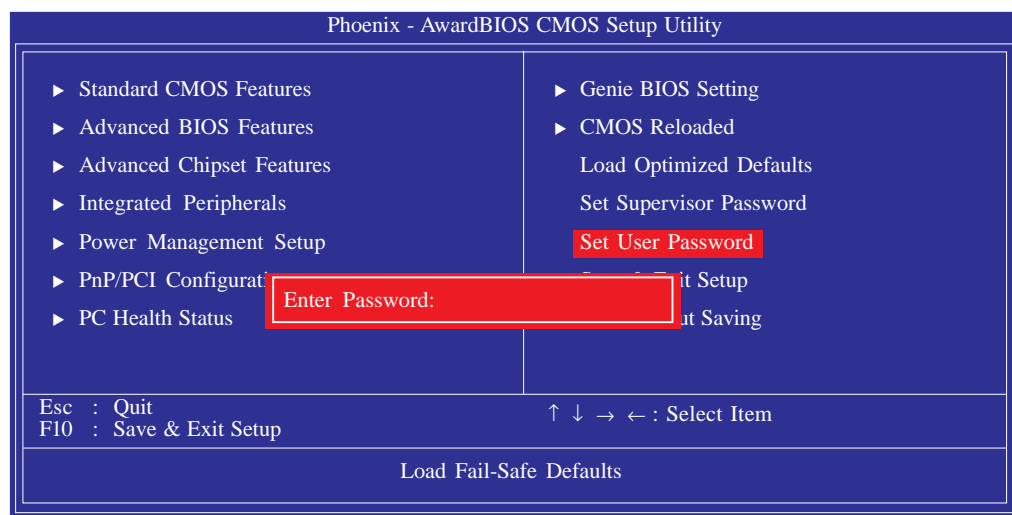 Phoenix - AwardBIOS CMOS Setup Utility
▶ Standard CMOS Features
▶ Advanced BIOS Features
▶ Advanced Chipset Features
▶ Integrated Peripherals
▶ Power Management Setup
▶ PnP/PCI Configurati
▶ PC Health Status
▶ Genie BIOS Setting
▶ CMOS Reloaded
Load Optimized Defaults
Set Supervisor Password
Set User Password
it Setup
ut Saving
Enter Password:
Esc : Quit
F10 : Save & Exit Setup
↑ ↓ → ← : Select Item
Load Fail-Safe Defaults